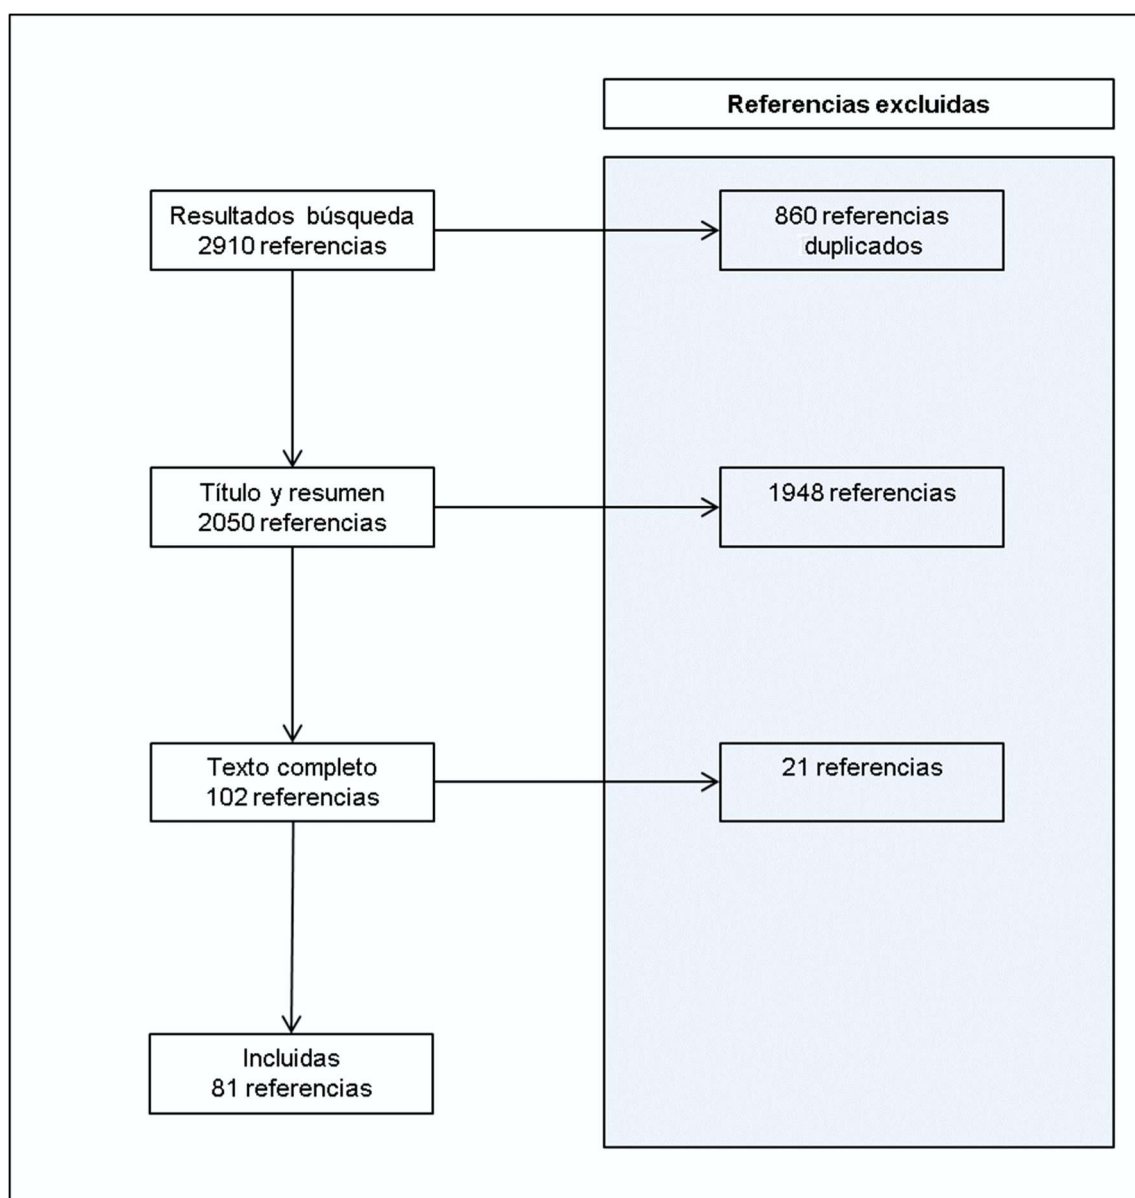 Referencias excluidas
Resultados búsqueda
2910 referencias
860 referencias
duplicados
Título y resumen
2050 referencias
1948 referencias
Texto completo
102 referencias
21 referencias
Incluidas
81 referencias